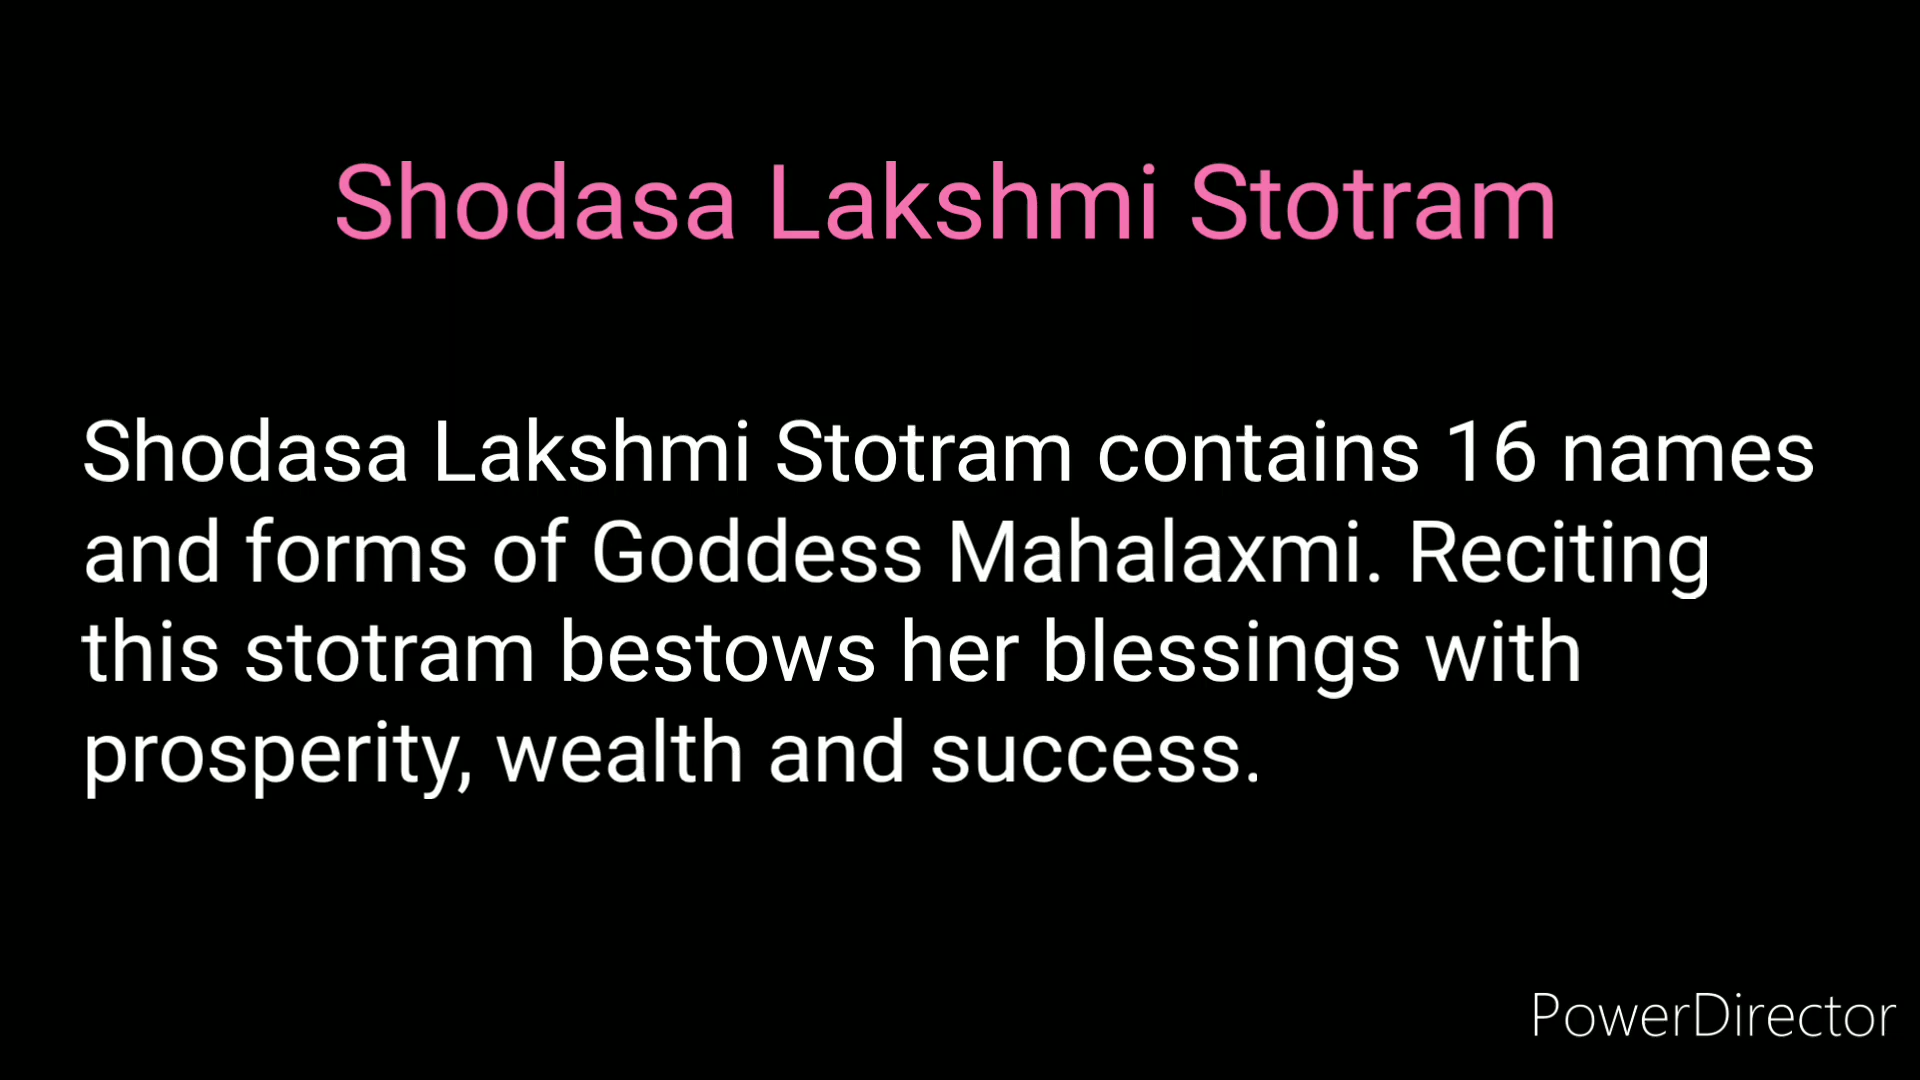 Shodasa Lakshmi Stotram
Shodasa Lakshmi Stotram contains 16 names
and forms of Goddess Mahalaxmi. Reciting
this stotram bestows her blessings with
prosperity, wealth and success.
PowerDirector